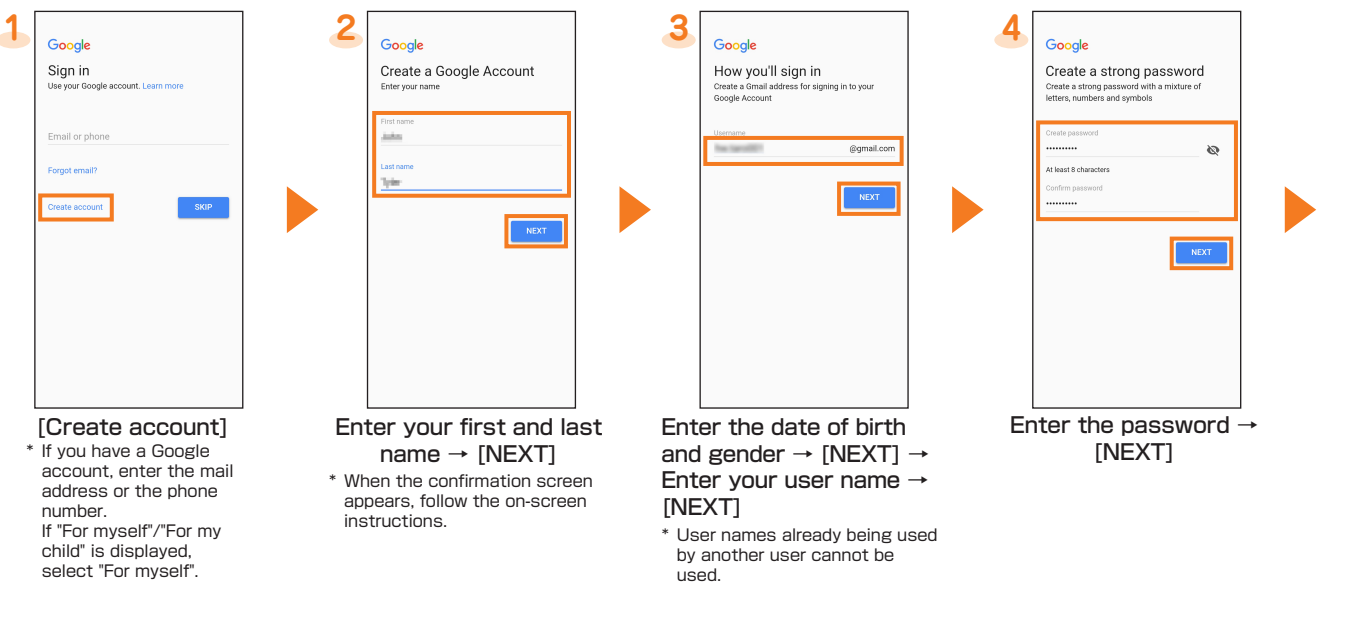 1
Google
Sign in
Use your Google account. Learn more
Email or phone
Forgot email?
Create account
SKIP
[Create account]
* If you have a Google
account, enter the mail
address or the phone
number.
If "For myself"/"For my
child" is displayed,
select "For myself".
2
Google
Create a Google Account
Enter your name
First name
Last name
NEXT
Enter your first and last
name → [NEXT]
* When the confirmation screen
appears, follow the on-screen
instructions.
3
Google
How you'll sign in
Create a Gmail address for signing in to your
Google Account
Username
@gmail.com
NEXT
Enter the date of birth
and gender → [NEXT] →
Enter your user name →
[NEXT]
* User names already being used
by another user cannot be
used.
4
Google
Create a strong password
Create a strong password with a mixture of
letters, numbers and symbols
Create password
••••••••••
At least 8 characters
Confirm password
••••••••••
NEXT
Enter the password →
[NEXT]